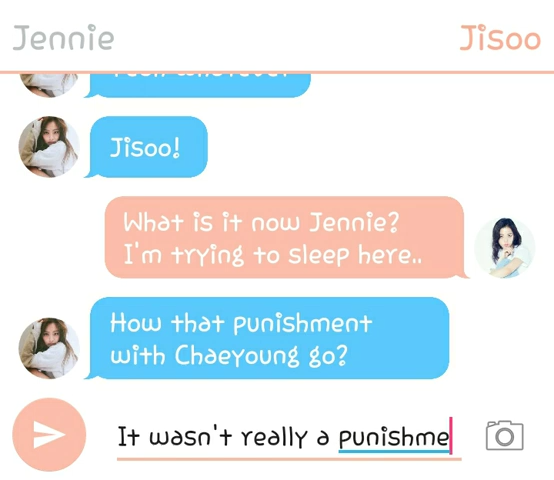 Jennie
Jisoo
Jisoo!
What is it now Jennie?
I'm trying to sleep here..
How that punishment
with Chaeyoung go?
It wasn't really a punishme